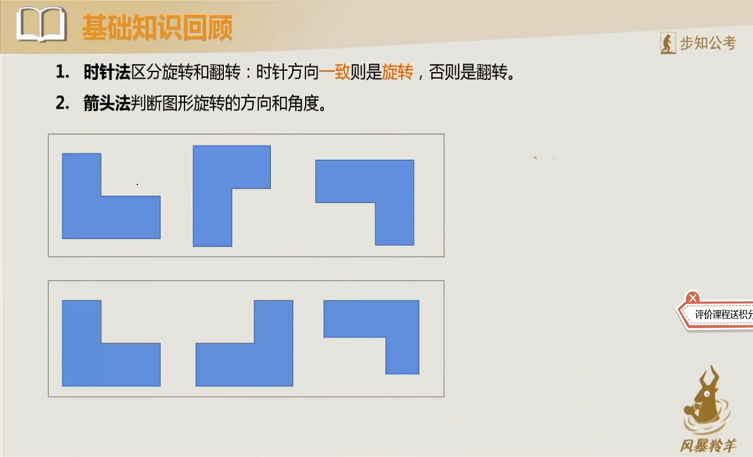 基础知识回顾
步知公考
1. 时针法区分旋转和翻转：时针方向一致则是旋转，否则是翻转。
2. 箭头法判断图形旋转的方向和角度。
评价课程送积分
风暴羚羊